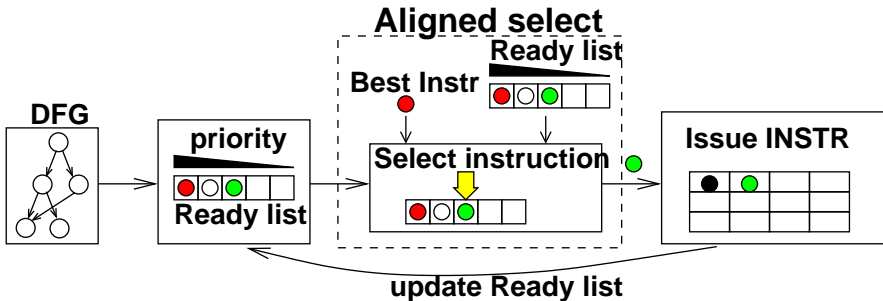 Aligned select
Ready list
Best Instr
DFG
priority
Ready list
Select instruction
Issue INSTR
update Ready list